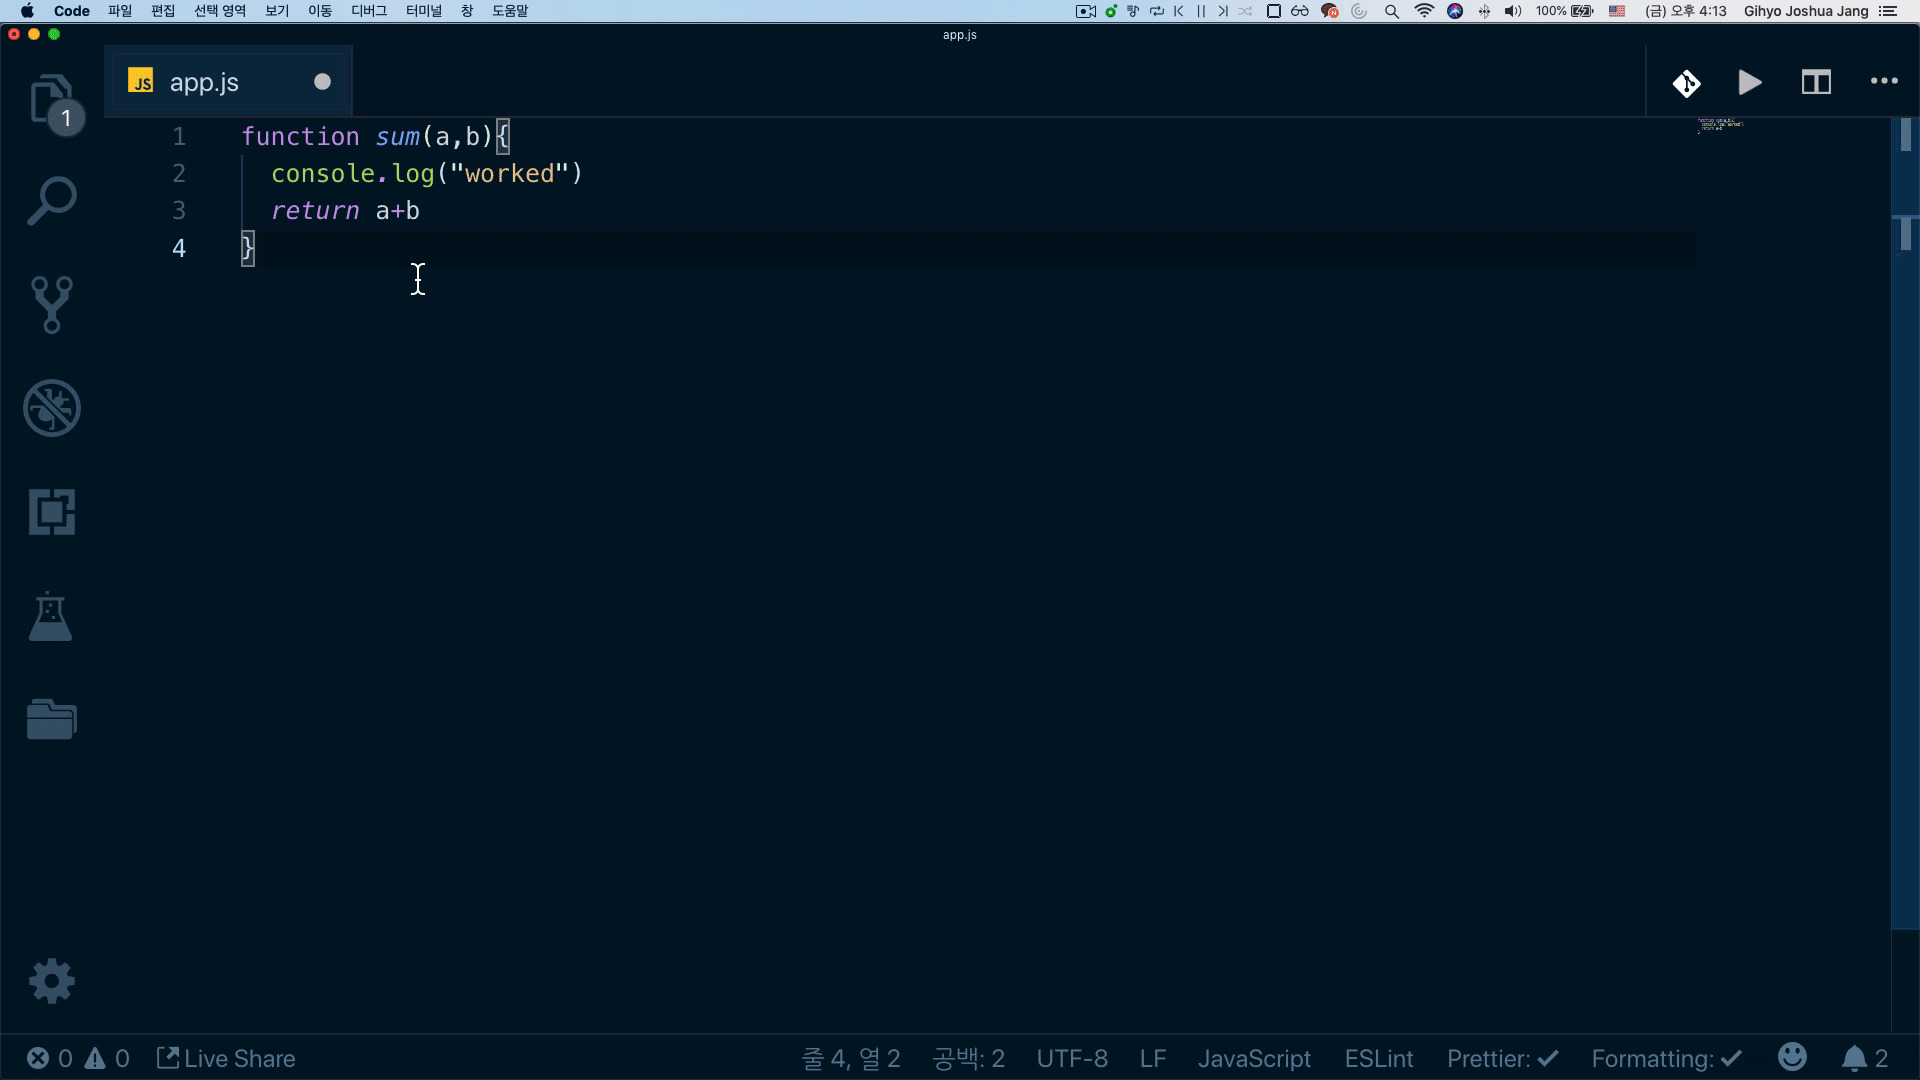 Code 파일 편집 선택 영역 보기 이동 디버그 터미널 창 도움말 100% (금) 오후 4:13 Gihyo Joshua Jang
app.js
JS app.js
1
1 function sum(a,b){
2 console.log("worked")
3 return a+b
4 }
0 0 Live Share 줄 4, 열 2 공백: 2 UTF-8 LF JavaScript ESLint Prettier: ✓ Formatting: ✓ 2